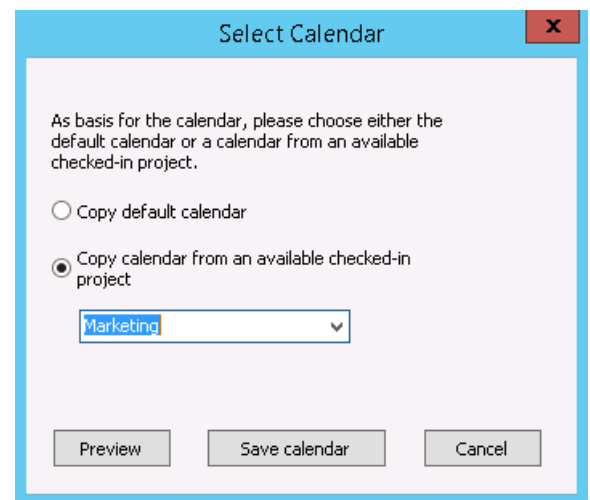 Select Calendar
x
As basis for the calendar, please choose either the
default calendar or a calendar from an available
checked-in project.
Copy default calendar
Copy calendar from an available checked-in
project
Marketing
Preview Save calendar Cancel